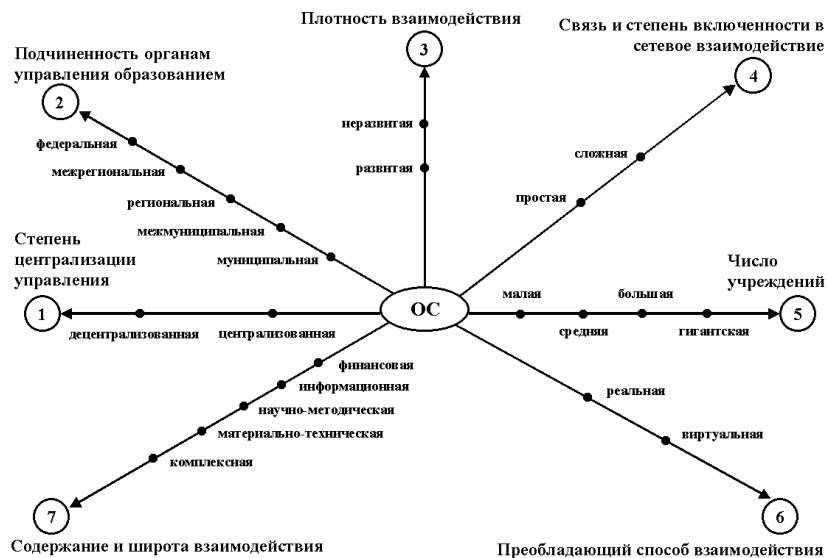 Плотность взаимодействия
3
Связь и степень включенности в
сетевое взаимодействие
4
Подчиненность органам
управления образованием
2
неразвитая
развитая
федеральная
межрегиональная
региональная
межмуниципальная
муниципальная
сложная
простая
Степень
централизации
управления
1
децентрализованная
централизованная
ОС
малая
средняя
большая
гигантская
Число
учреждений
5
финансовая
информационная
научно-методическая
материально-техническая
комплексная
7
Содержание и широта взаимодействия
реальная
виртуальная
6
Преобладающий способ взаимодействия